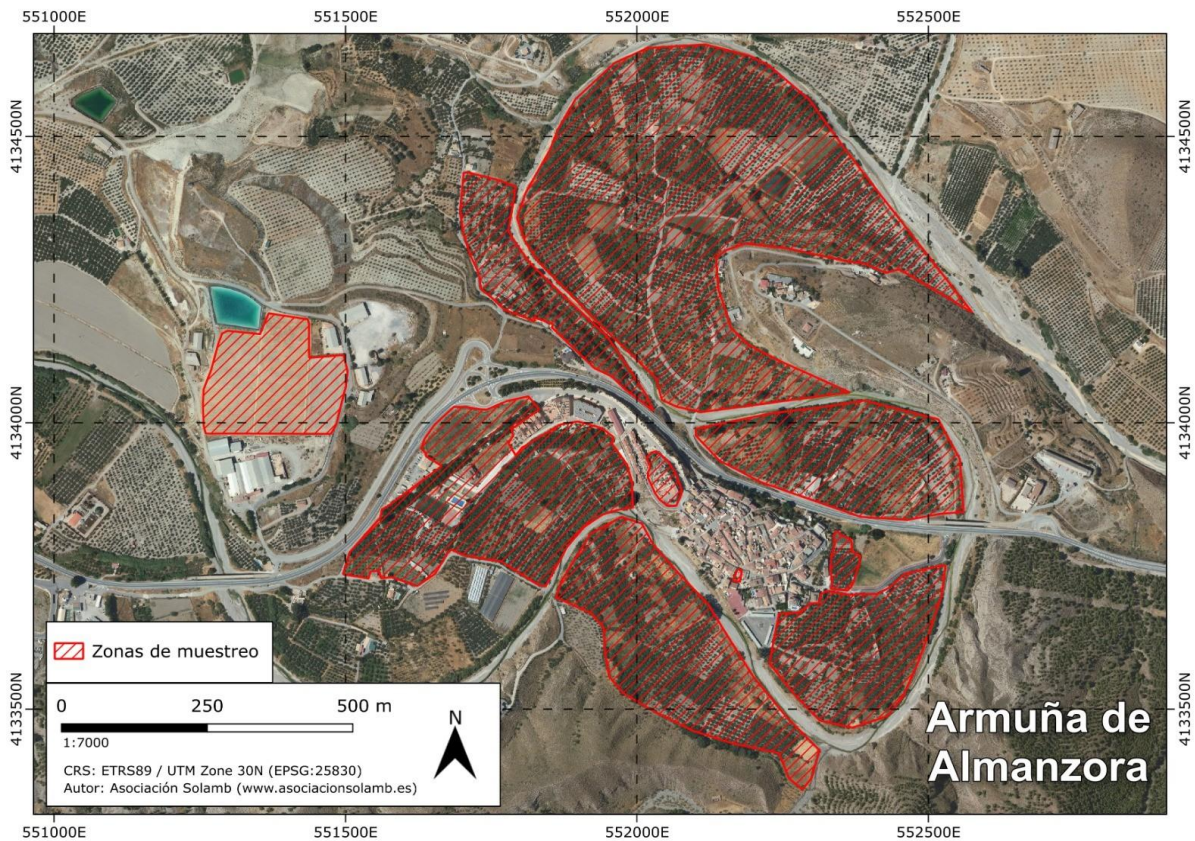 551000E 551500E 552000E 552500E
4134500N 4134500N
4134000N 4134000N
4133500N 4133500N
Zonas de muestreo
0 250 500 m
1:7000
N
CRS: ETRS89 / UTM Zone 30N (EPSG:25830)
Autor: Asociación Solamb (www.asociacionsolamb.es)
Armuña de
Almanzora
551000E 551500E 552000E 552500E